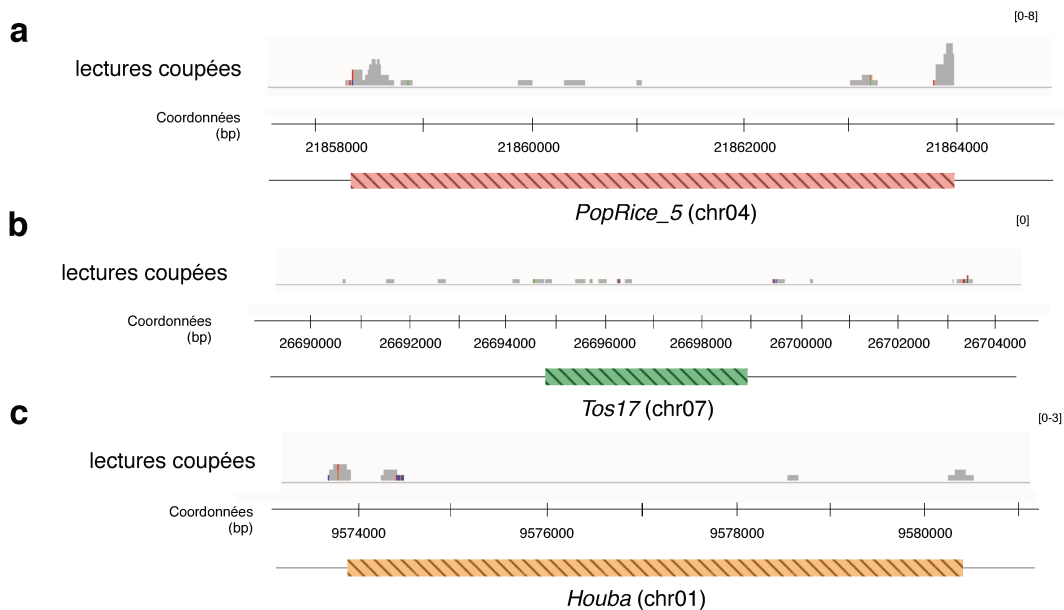 a
[0-8]
lectures coupées
Coordonnées
(bp)
21858000 21860000 21862000 21864000
PopRice_5 (chr04)
b
[0]
lectures coupées
Coordonnées
(bp)
26690000 26692000 26694000 26696000 26698000 26700000 26702000 26704000
Tos17 (chr07)
c
[0-3]
lectures coupées
Coordonnées
(bp)
9574000 9576000 9578000 9580000
Houba (chr01)